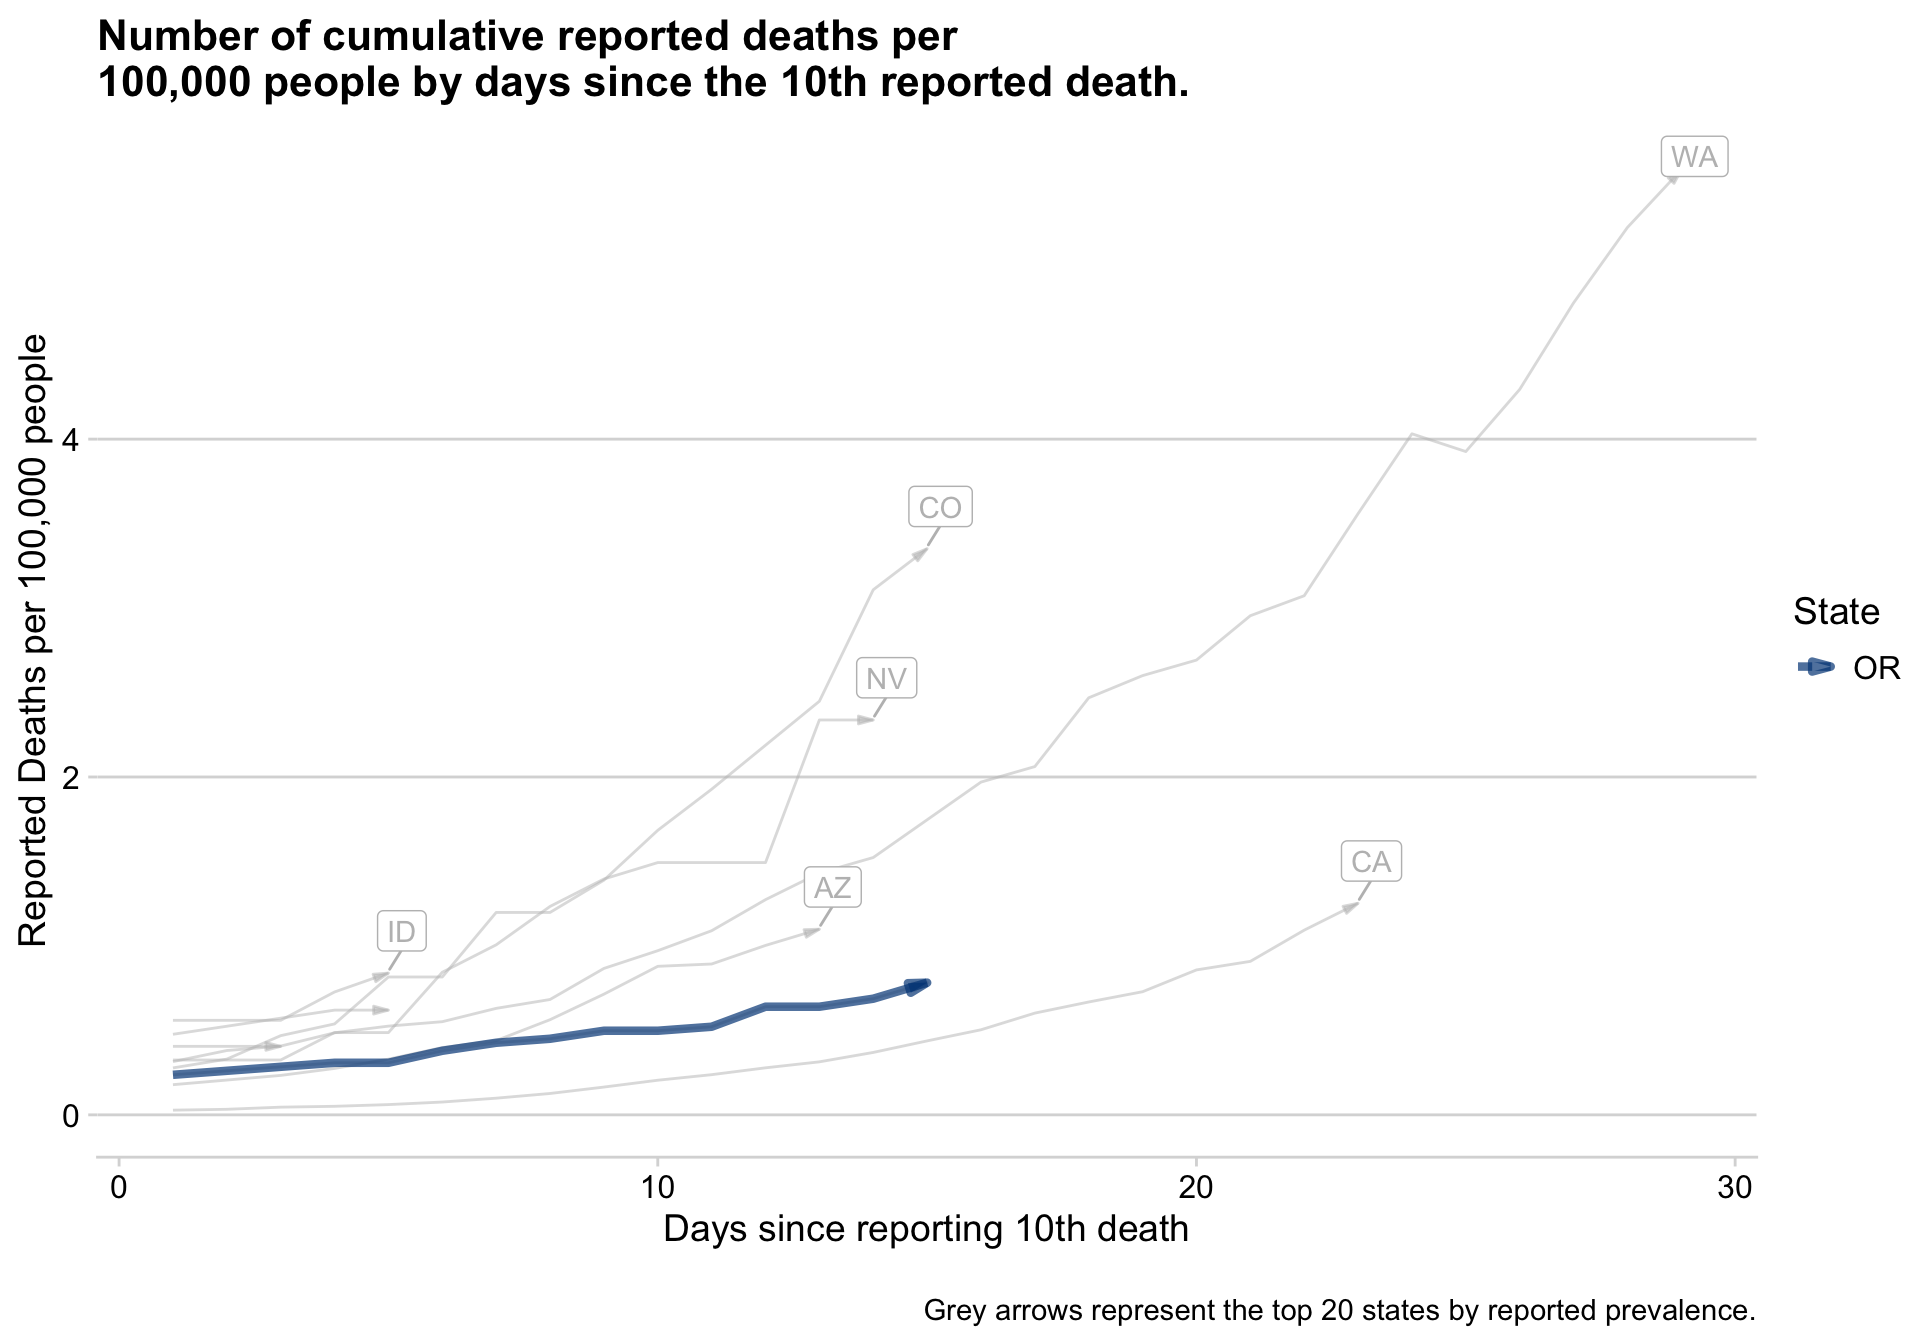 Number of cumulative reported deaths per
100,000 people by days since the 10th reported death.
Reported Deaths per 100,000 people
4
2
0
WA
CO
NV
AZ
CA
ID
State
OR
0
10
20
30
Days since reporting 10th death
Grey arrows represent the top 20 states by reported prevalence.